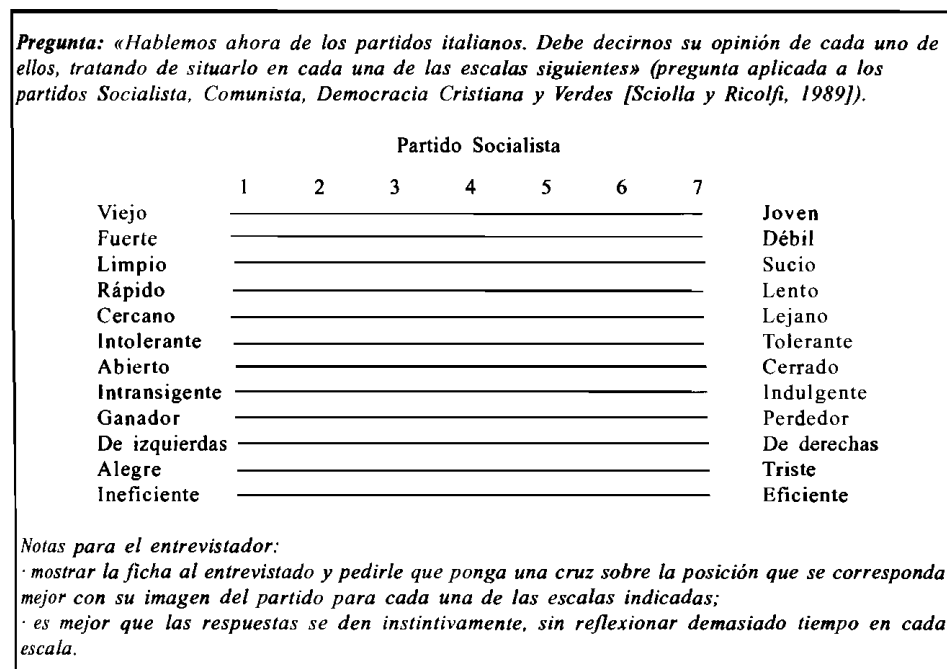 Pregunta: «Hablemos ahora de los partidos italianos. Debe decirnos su opinión de cada uno de
ellos, tratando de situarlo en cada una de las escalas siguientes» (pregunta aplicada a los
partidos Socialista, Comunista, Democracia Cristiana y Verdes [Sciolla y Ricolfi, 1989]).
Partido Socialista
1 2 3 4 5 6 7
Viejo Joven
Fuerte Débil
Limpio Sucio
Rápido Lento
Cercano Lejano
Intolerante Tolerante
Abierto Cerrado
Intransigente Indulgente
Ganador Perdedor
De izquierdas De derechas
Alegre Triste
Ineficiente Eficiente
Notas para el entrevistador:
· mostrar la ficha al entrevistado y pedirle que ponga una cruz sobre la posición que se corresponda
mejor con su imagen del partido para cada una de las escalas indicadas;
· es mejor que las respuestas se den instintivamente, sin reflexionar demasiado tiempo en cada
escala.